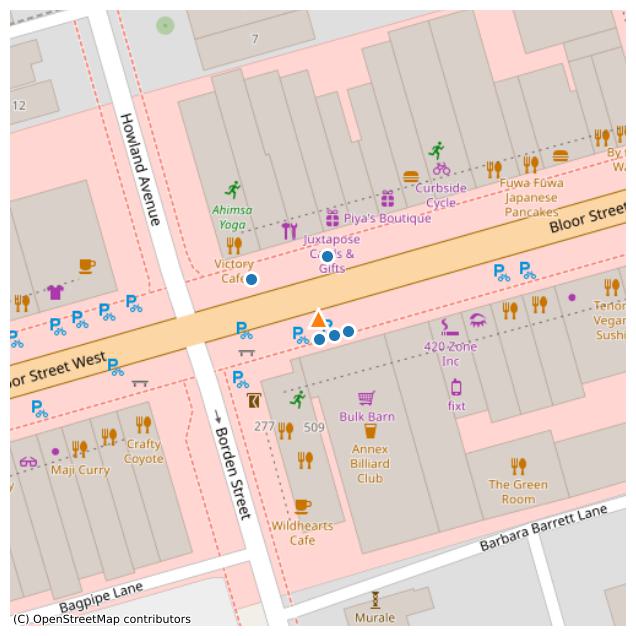 7
12
Howland Avenue
Ahimsa
Yoga
Curbside
Cycle
Piya's Boutique
Fuwa Fuwa
Japanese
Pancakes
By t
Wa
Bloor Street
Juxtapose
Cards &
Gifts
Victory
Cafe
oor Street West
Tenon
Vegan
Sushi
420 Zone
Inc
fixt
Bulk Barn
277
509
Annex
Billiard
Club
Crafty
Coyote
Maji Curry
y
Borden Street
The Green
Room
Wildhearts
Cafe
Barbara Barrett Lane
Bagpipe Lane
Murale
(C) OpenStreetMap contributors